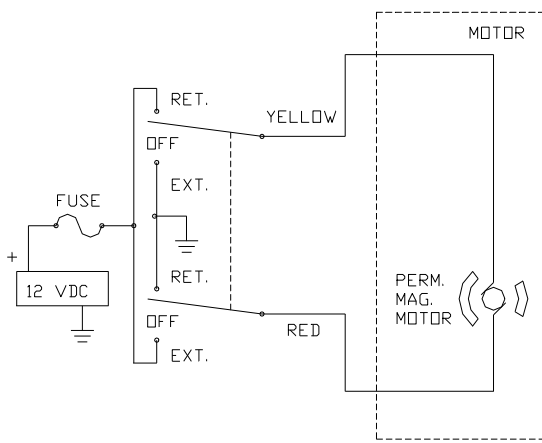 MOTOR
RET.
YELLOW
OFF
EXT.
FUSE
+
12 VDC
RET.
PERM.
MAG.
MOTOR
OFF
RED
EXT.